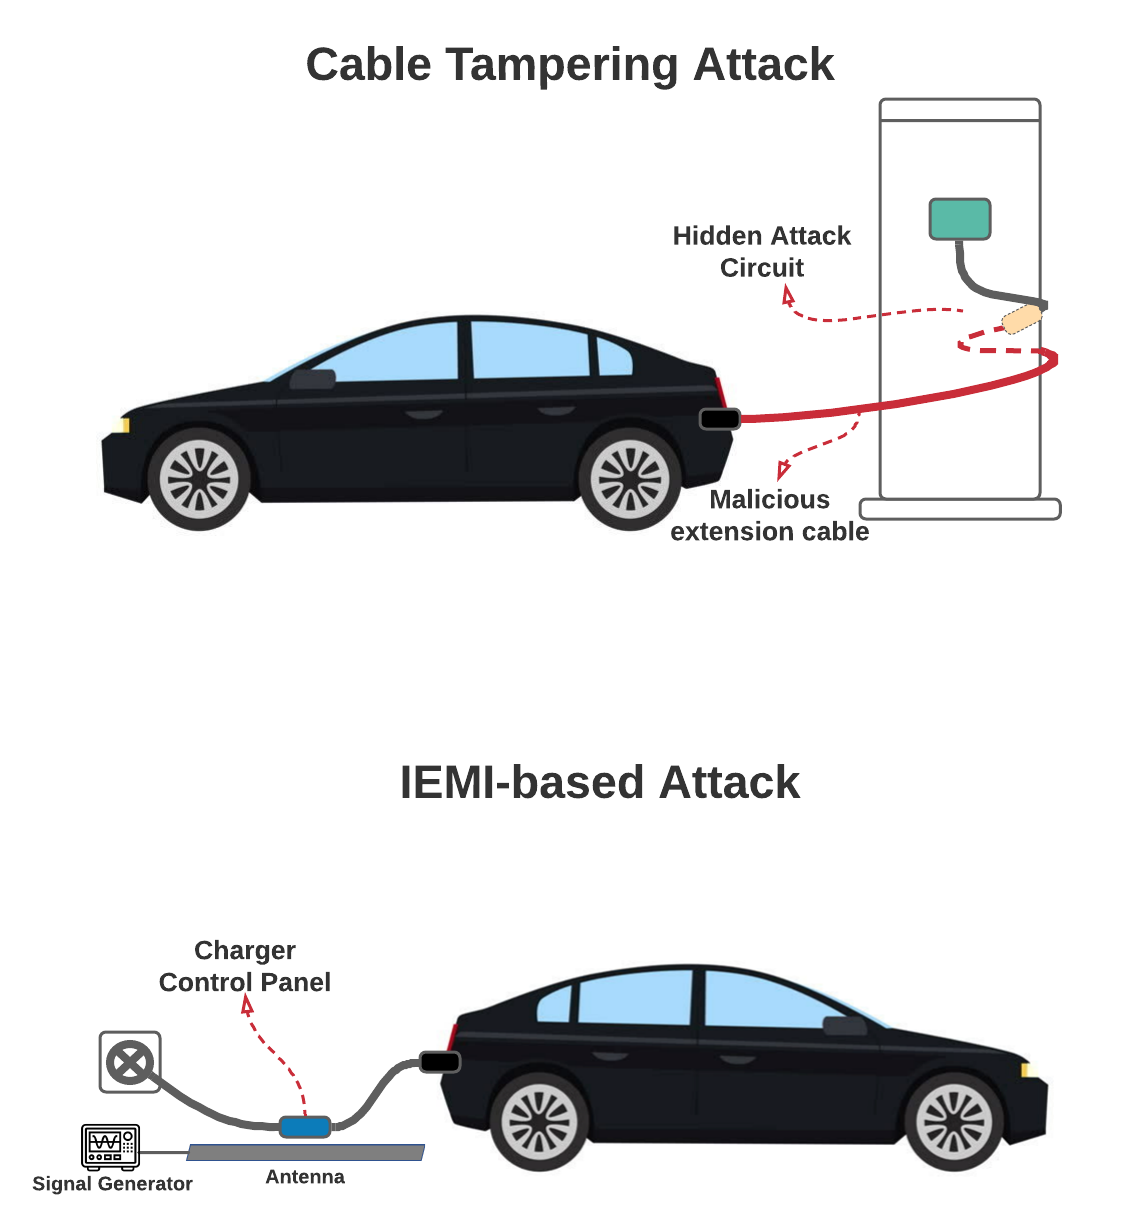 Cable Tampering Attack
Hidden Attack
Circuit
Malicious
extension cable
IEMI-based Attack
Charger
Control Panel
Signal Generator
Antenna